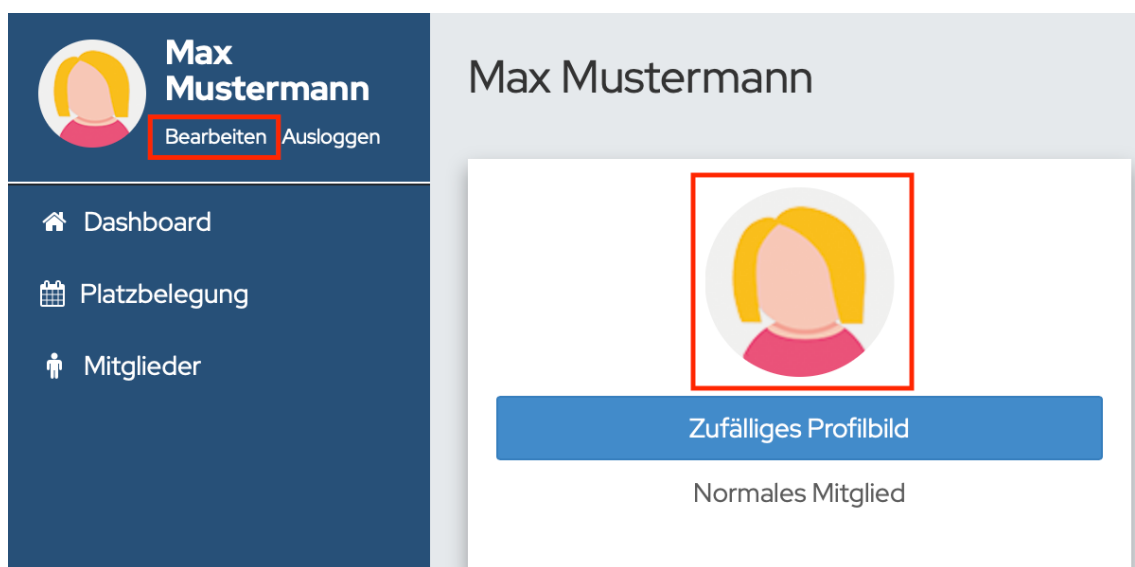 Max
Mustermann
Bearbeiten Ausloggen
Dashboard
Platzbelegung
Mitglieder
Max Mustermann
Zufälliges Profilbild
Normales Mitglied